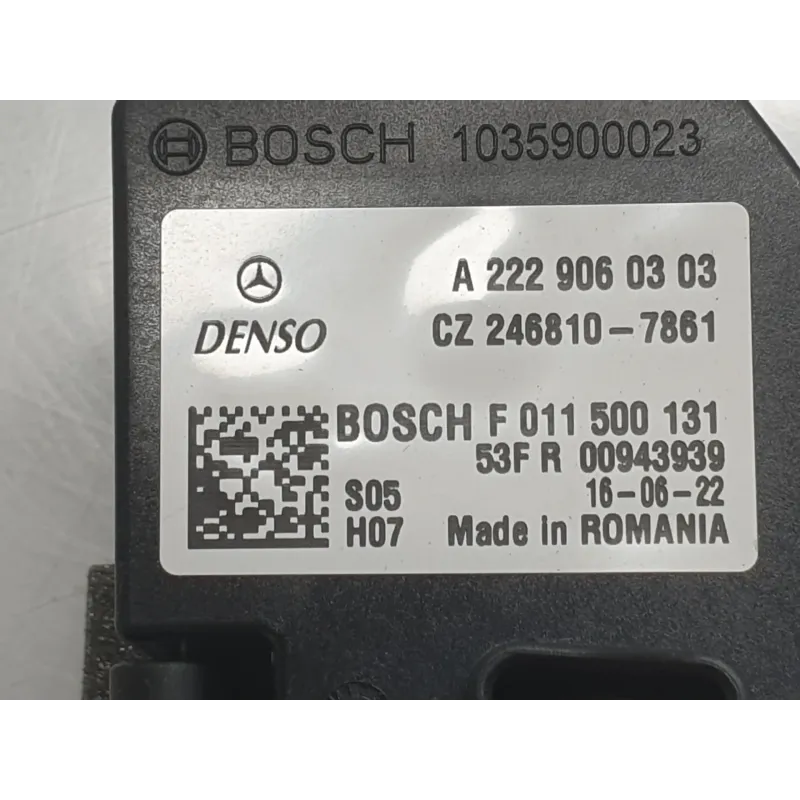 BOSCH 1035900023
A 222 906 03 03
DENSO CZ 246810-7861
BOSCH F 011 500 131
53F R 00943939
S05 16-06-22
H07 Made in ROMANIA